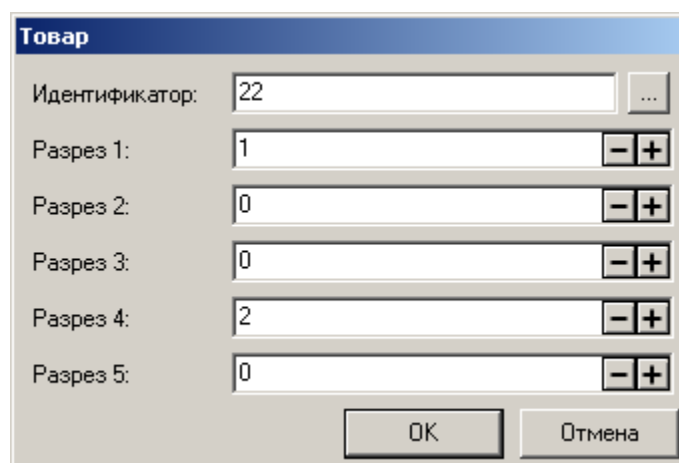 Товар
Идентификатор: 22 ...
Разрез 1: 1 − +
Разрез 2: 0 − +
Разрез 3: 0 − +
Разрез 4: 2 − +
Разрез 5: 0 − +
OK Отмена